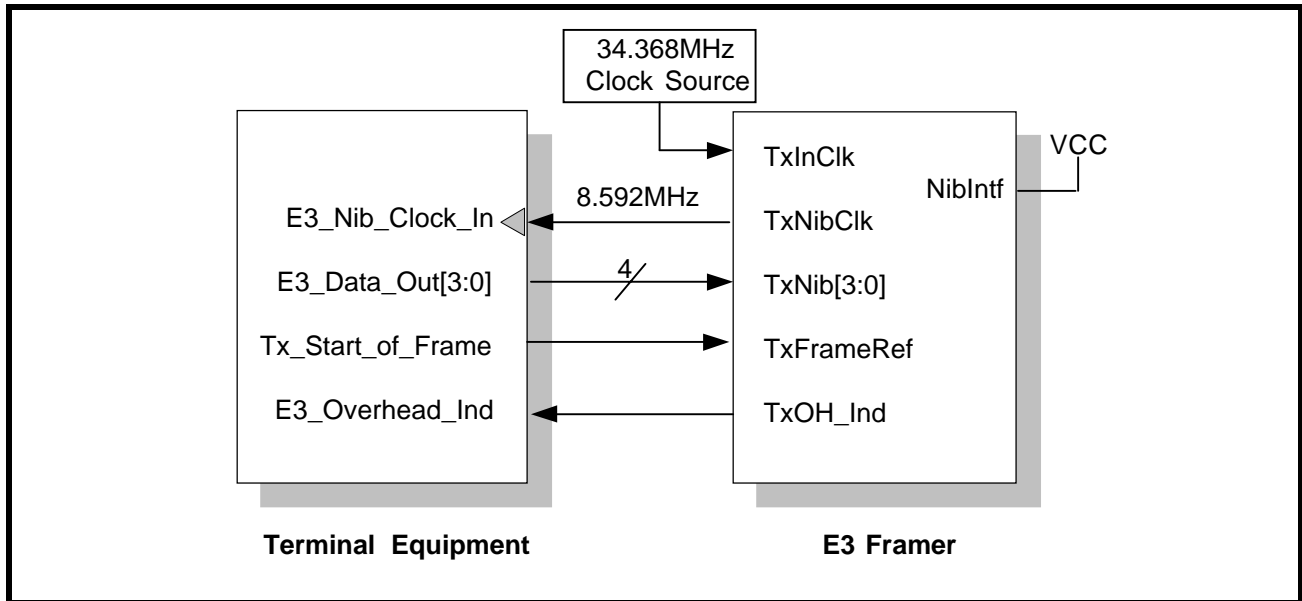 34.368MHz
Clock Source
TxInClk
VCC
NibIntf
8.592MHz
E3_Nib_Clock_In
TxNibClk
E3_Data_Out[3:0]
4
TxNib[3:0]
Tx_Start_of_Frame
TxFrameRef
E3_Overhead_Ind
TxOH_Ind
Terminal Equipment
E3 Framer